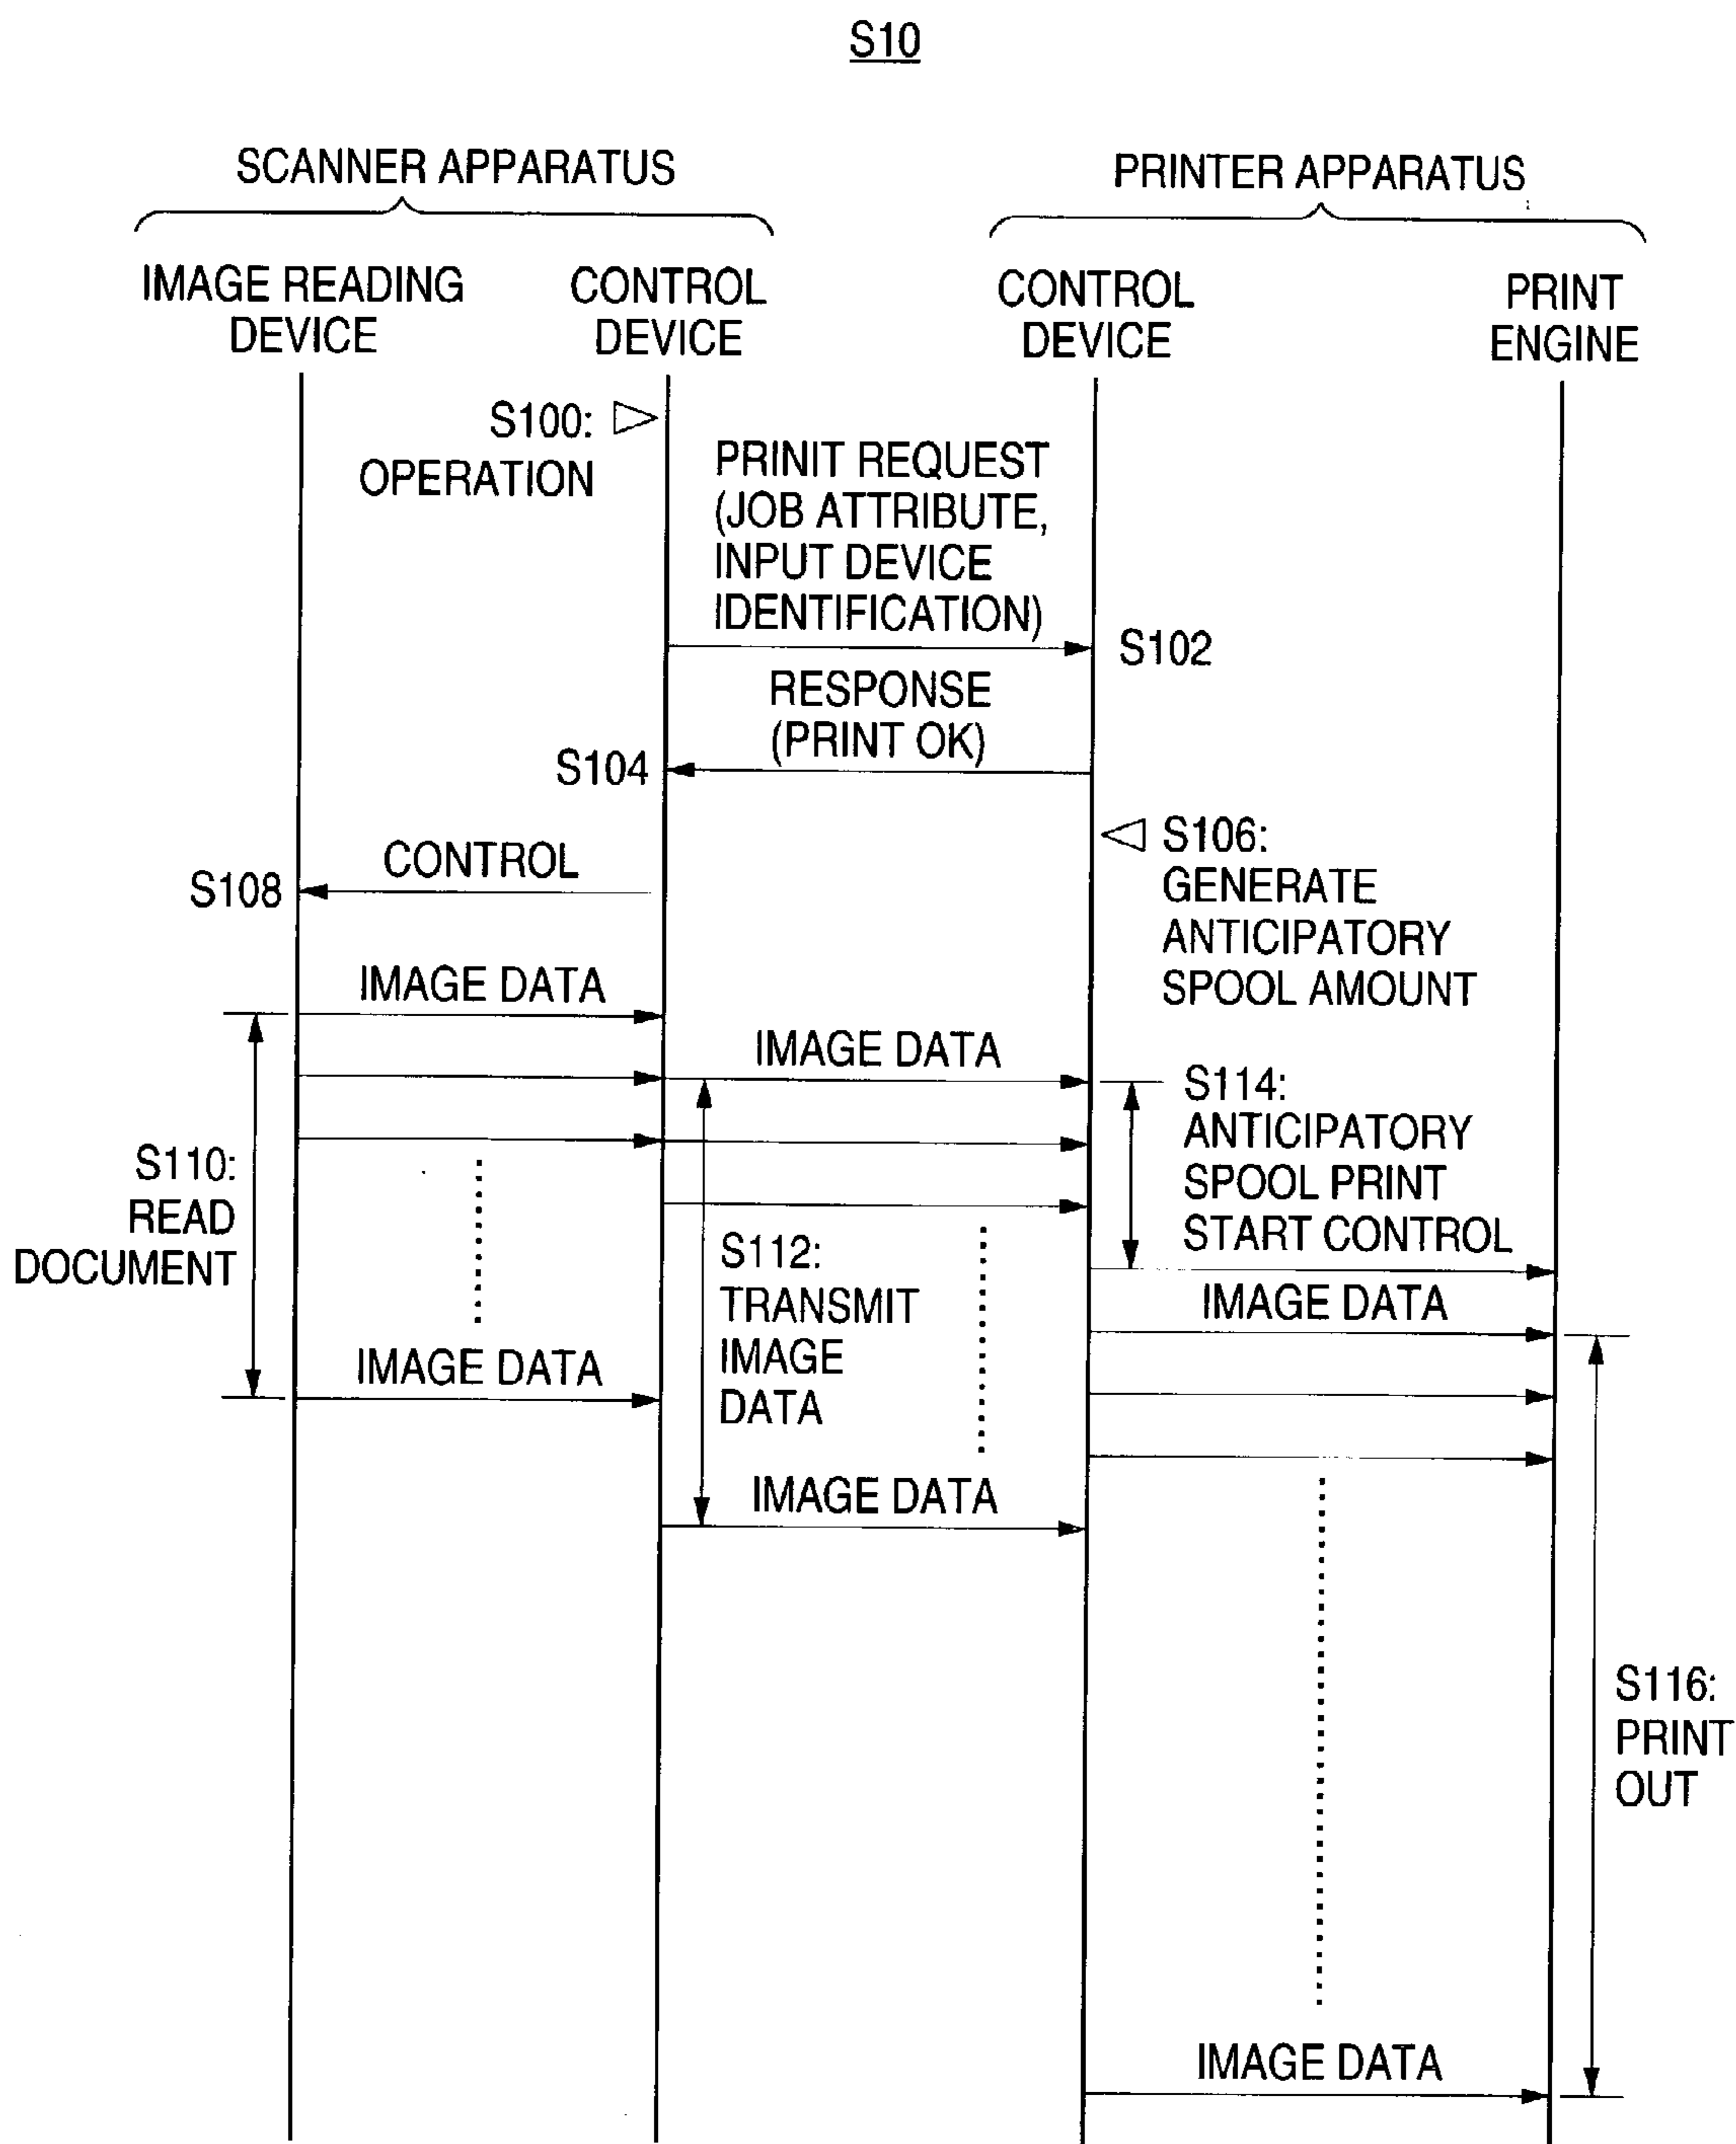 S10
SCANNER APPARATUS
PRINTER APPARATUS
IMAGE READING
DEVICE
CONTROL
DEVICE
CONTROL
DEVICE
PRINT
ENGINE
S100:
OPERATION
PRINIT REQUEST
(JOB ATTRIBUTE,
INPUT DEVICE
IDENTIFICATION)
S102
RESPONSE
(PRINT OK)
S104
S106:
GENERATE
ANTICIPATORY
SPOOL AMOUNT
CONTROL
S108
IMAGE DATA
IMAGE DATA
S110:
READ
DOCUMENT
S114:
ANTICIPATORY
SPOOL PRINT
START CONTROL
S112:
TRANSMIT
IMAGE
DATA
IMAGE DATA
IMAGE DATA
IMAGE DATA
S116:
PRINT
OUT
IMAGE DATA